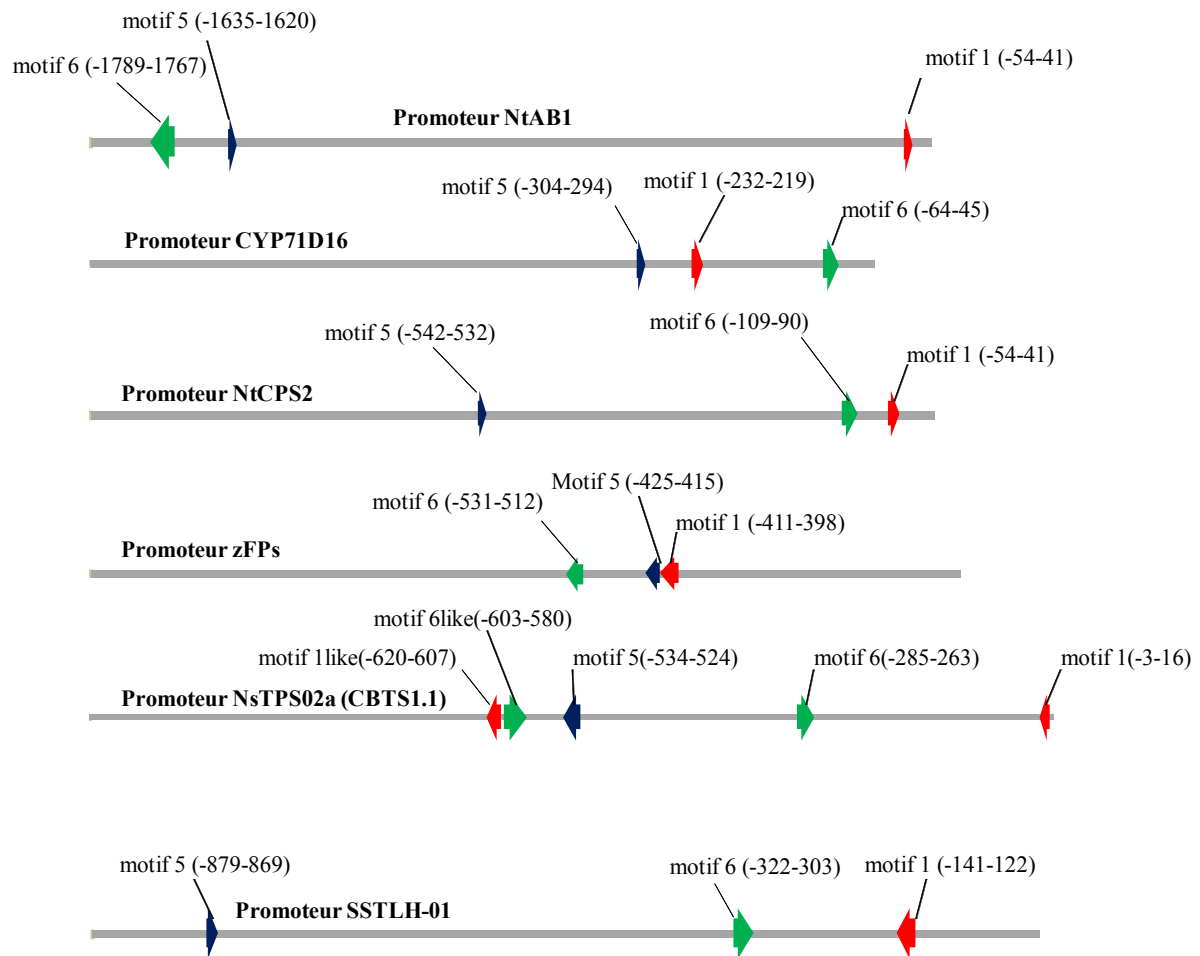 motif 5 (-1635-1620)
motif 6 (-1789-1767)
motif 1 (-54-41)
Promoteur NtAB1
motif 5 (-304-294)
motif 1 (-232-219)
motif 6 (-64-45)
Promoteur CYP71D16
motif 5 (-542-532)
motif 6 (-109-90)
motif 1 (-54-41)
Promoteur NtCPS2
motif 6 (-531-512)
Motif 5 (-425-415)
motif 1 (-411-398)
Promoteur zFPs
motif 6like(-603-580)
motif 1like(-620-607)
motif 5(-534-524)
motif 6(-285-263)
motif 1(-3-16)
Promoteur NsTPS02a (CBTS1.1)
motif 5 (-879-869)
motif 6 (-322-303)
motif 1 (-141-122)
Promoteur SSTLH-01